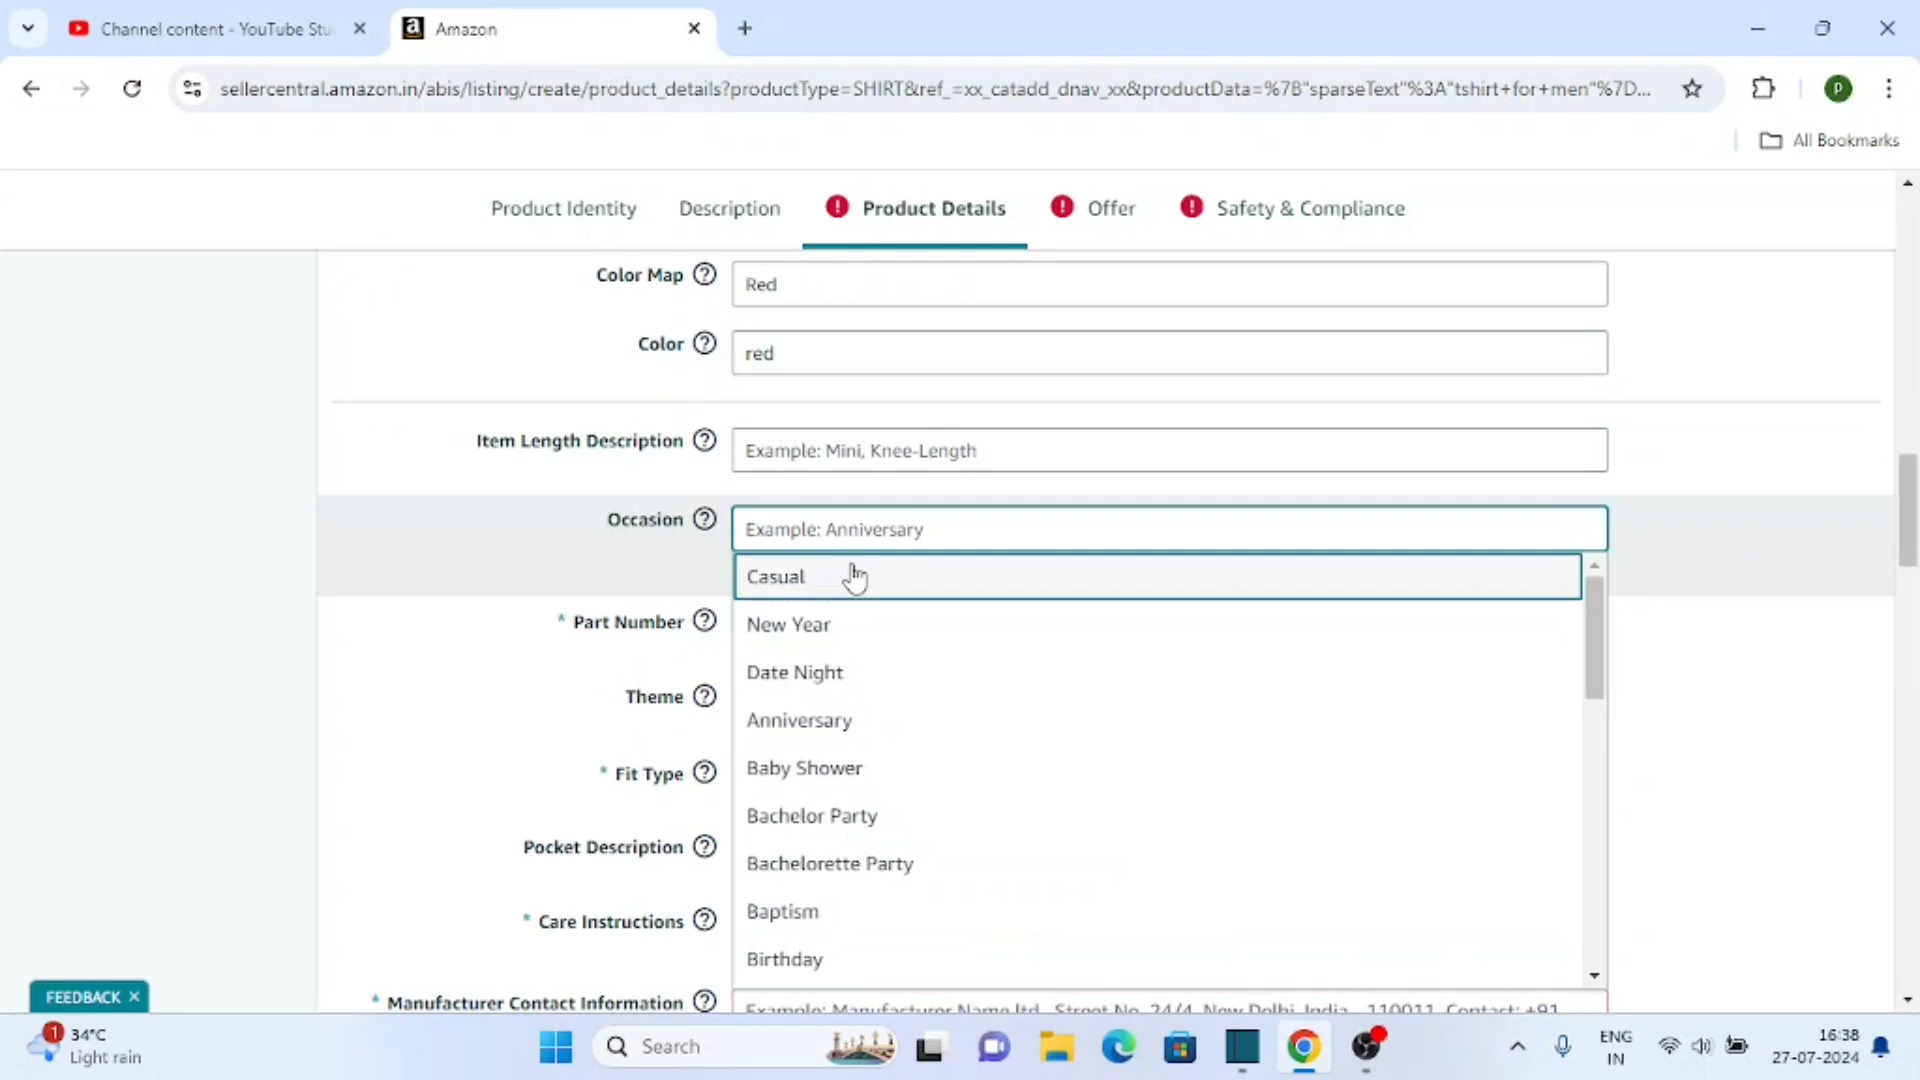 Channel content - YouTube Stu
Amazon
sellercentral.amazon.in/abis/listing/create/product_details?productType=SHIRT&ref_=xx_catadd_dnav_xx&productData=%7B"sparseText"%3A"tshirt+for+men"%7D...
P
All Bookmarks
Product Identity Description Product Details Offer Safety & Compliance
Color Map Red
Color red
Item Length Description Example: Mini, Knee-Length
Occasion Example: Anniversary
Casual
* Part Number New Year
Date Night
Theme
Anniversary
* Fit Type Baby Shower
Bachelor Party
Pocket Description
Bachelorette Party
* Care Instructions Baptism
Birthday
FEEDBACK ×
* Manufacturer Contact Information Example: Manufacturer Name ltd., Street No. 24/4, New Delhi, India - 110011, Contact: +91
1
34°C
Light rain
Search
ENG
IN
16:38
27-07-2024